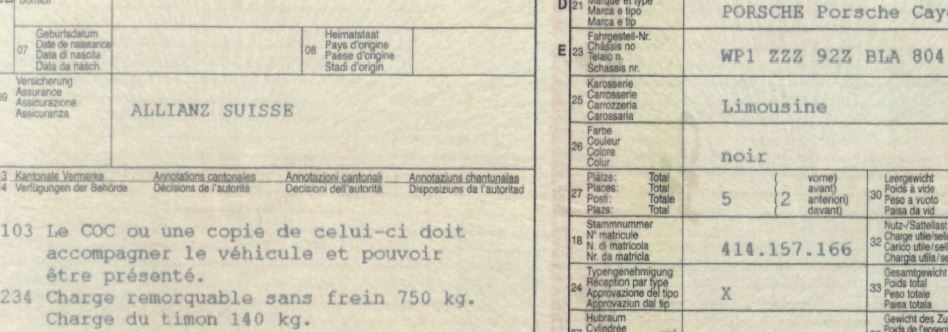 Domicil
07 Geburtsdatum
Date de naissance
Data di nascita
Data da nasch.
08 Heimatstaat
Pays d'origine
Paese d'origine
Stadi d'origin
09 Versicherung
Assurance
Assicurazione
Assicuranza
ALLIANZ SUISSE
13 Kantonale Vermerke Annotations cantonales Annotazioni cantonali Annotaziuns chantunalas
14 Verfügungen der Behörde Décisions de l'autorité Decisioni dell'autorità Disposiziuns da l'autoritad
103 Le COC ou une copie de celui-ci doit
accompagner le véhicule et pouvoir
être présenté.
234 Charge remorquable sans frein 750 kg.
Charge du timon 140 kg.
D 21 Marque et type
Marca e tipo
Marca e tip
PORSCHE Porsche Cay
E 23 Fahrgestell-Nr.
Châssis no
Telaio n.
Schassis nr.
WP1 ZZZ 92Z BLA 804
25 Karosserie
Carrosserie
Carrozzeria
Carossaria
Limousine
26 Farbe
Couleur
Colore
Colur
noir
27 Plätze: Total
Places: Total
Posti: Totale
Plazs: Total
5 ( 2 vorne)
avant)
anteriori)
davant)
30 Leergewicht
Poids à vide
Peso a vuoto
Paisa da vid
18 Stammnummer
N° matricule
N. di matricola
Nr. da matricla
414.157.166
32 Nutz-/Sattellast
Charge utile/selle
Carico utile/sell
Chargia utila/se
24 Typengenehmigung
Réception par type
Approvazione del tipo
Approvaziun dal tip
X
33 Gesamtgewicht
Poids total
Peso totale
Paisa totala
Hubraum
Cylindrée
Gewicht des Zu
Poids de l'